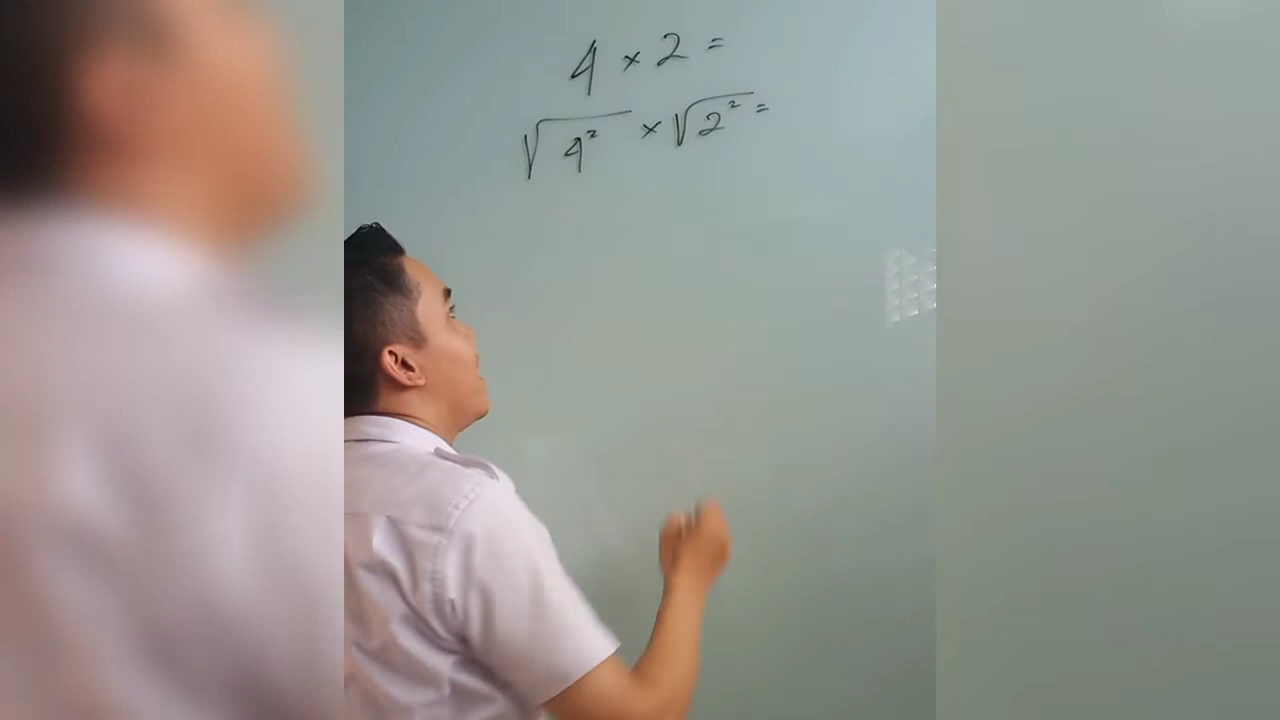 4 × 2 =
√4² × √2² =